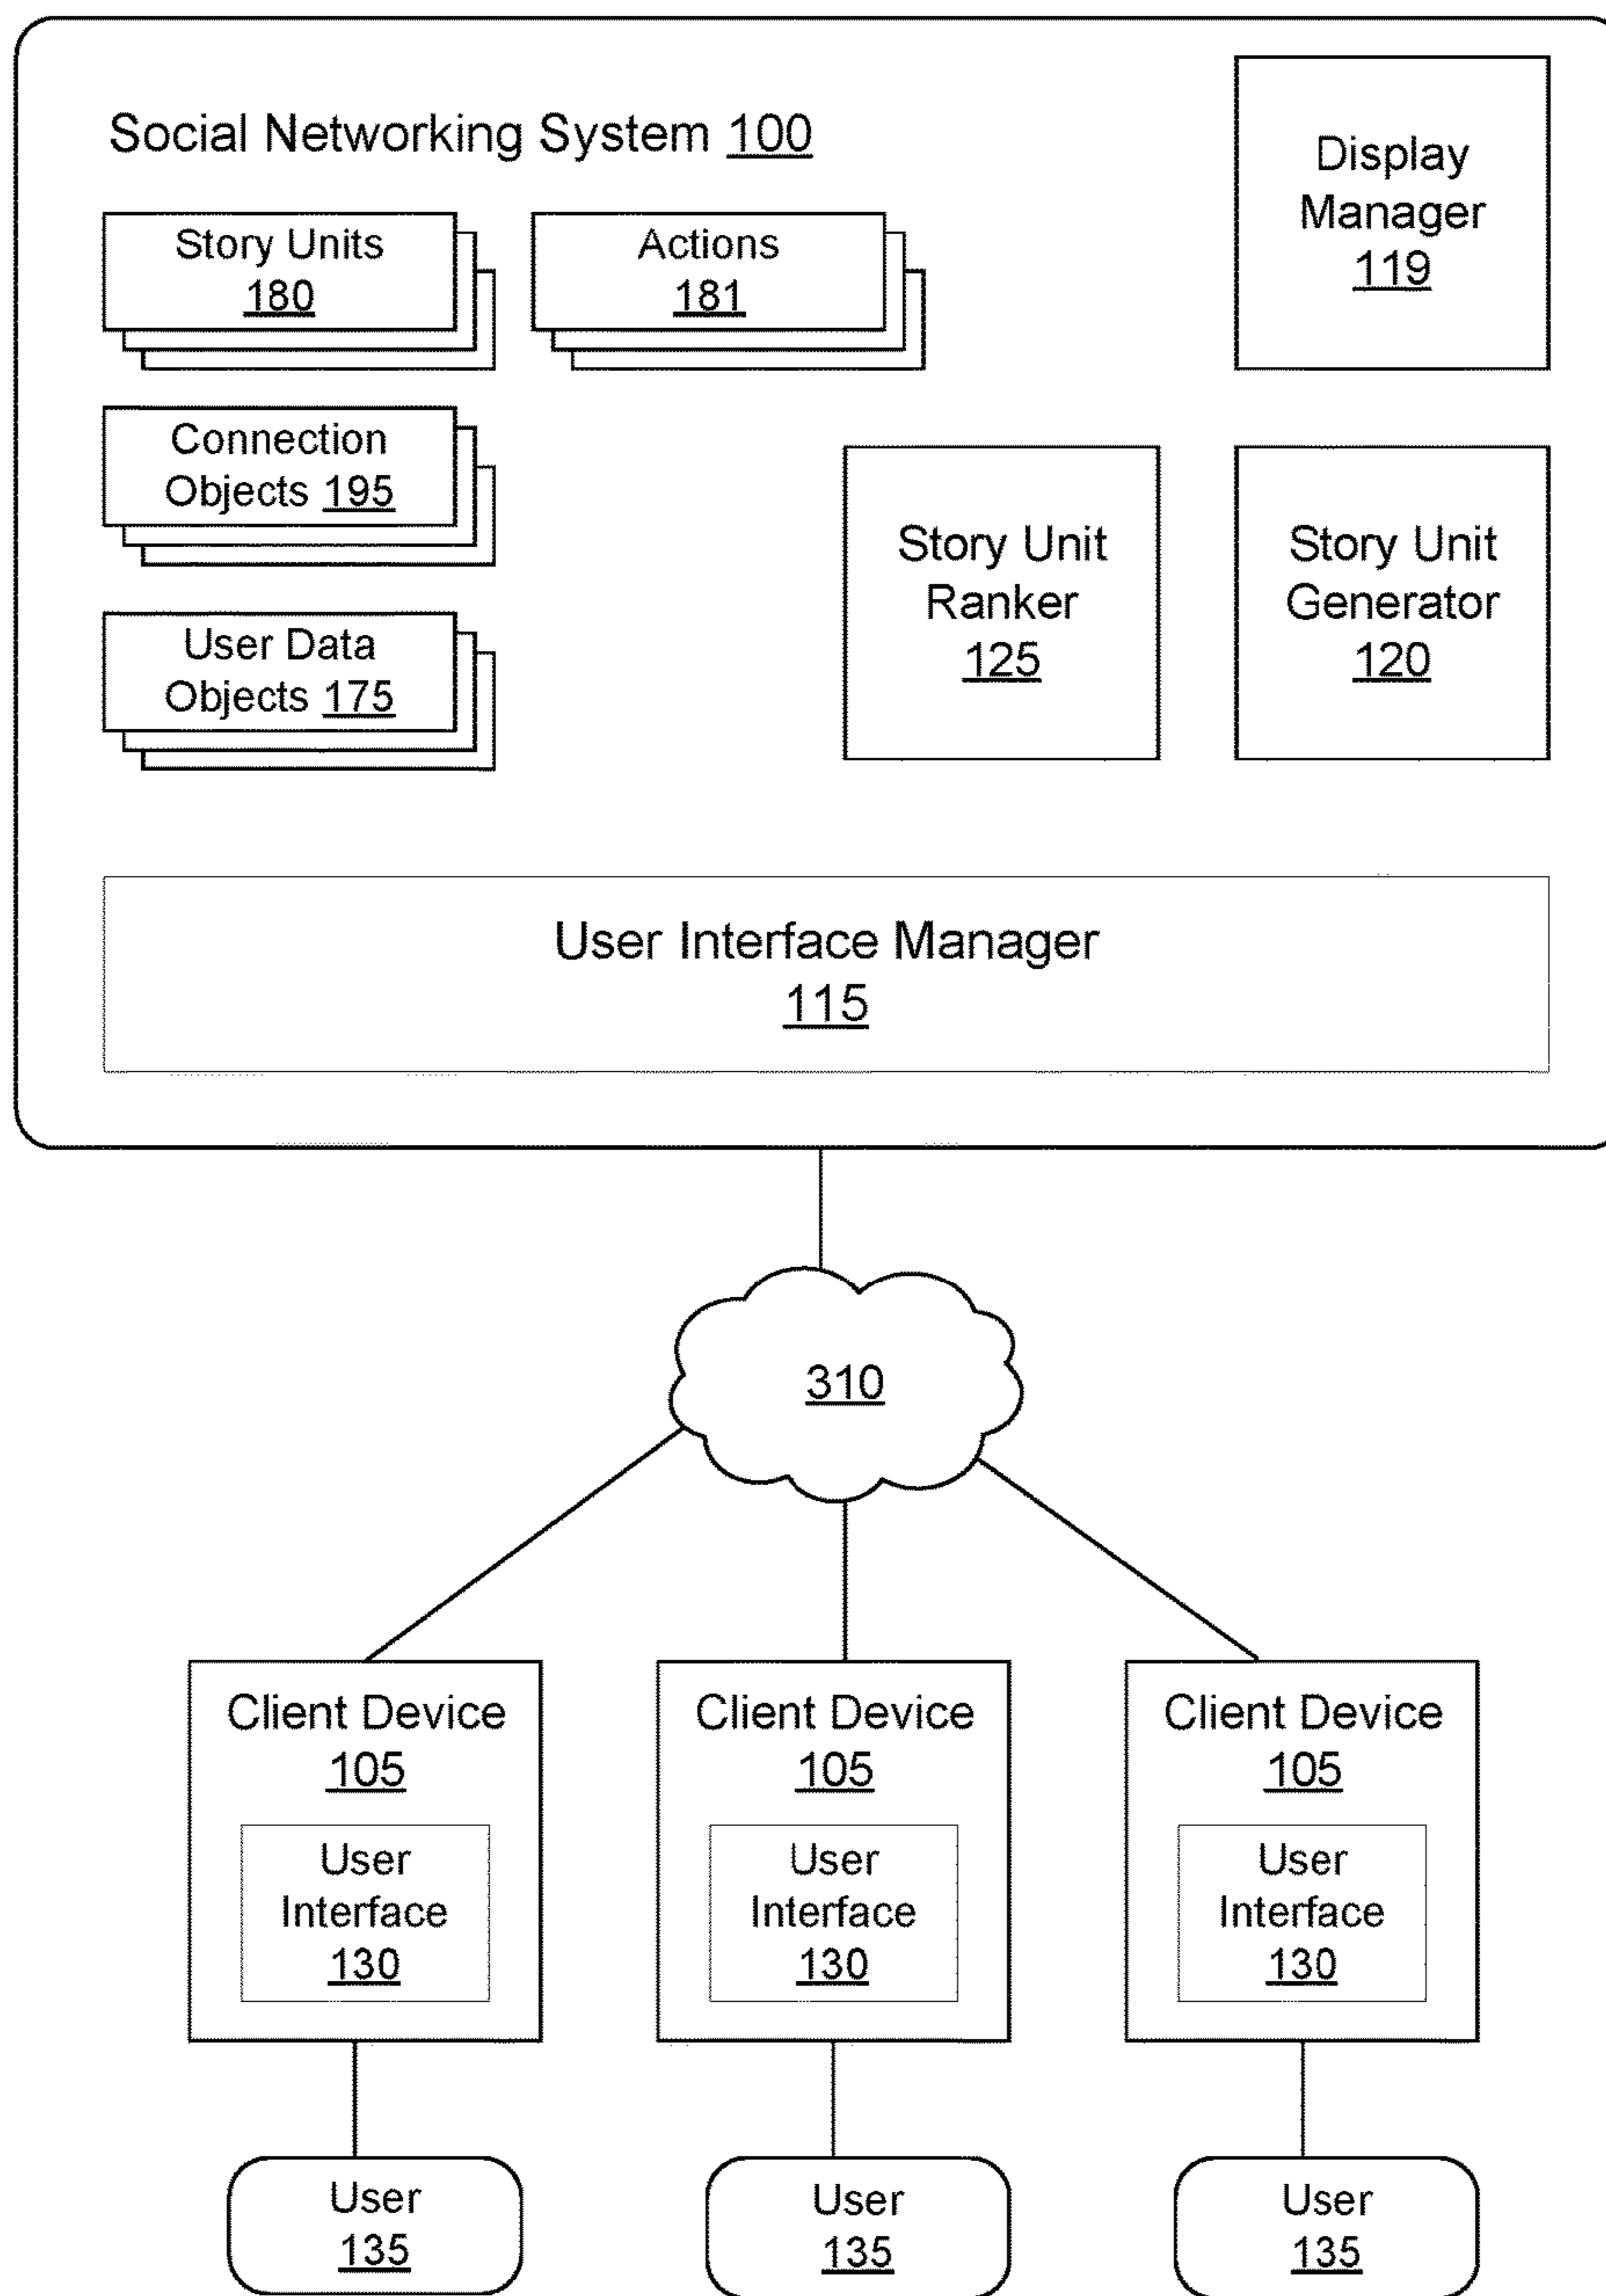 Social Networking System 100
Display
Manager
119
Story Units
180
Actions
181
Connection
Objects 195
Story Unit
Ranker
125
Story Unit
Generator
120
User Data
Objects 175
User Interface Manager
115
310
Client Device
105
User
Interface
130
Client Device
105
User
Interface
130
Client Device
105
User
Interface
130
User
135
User
135
User
135